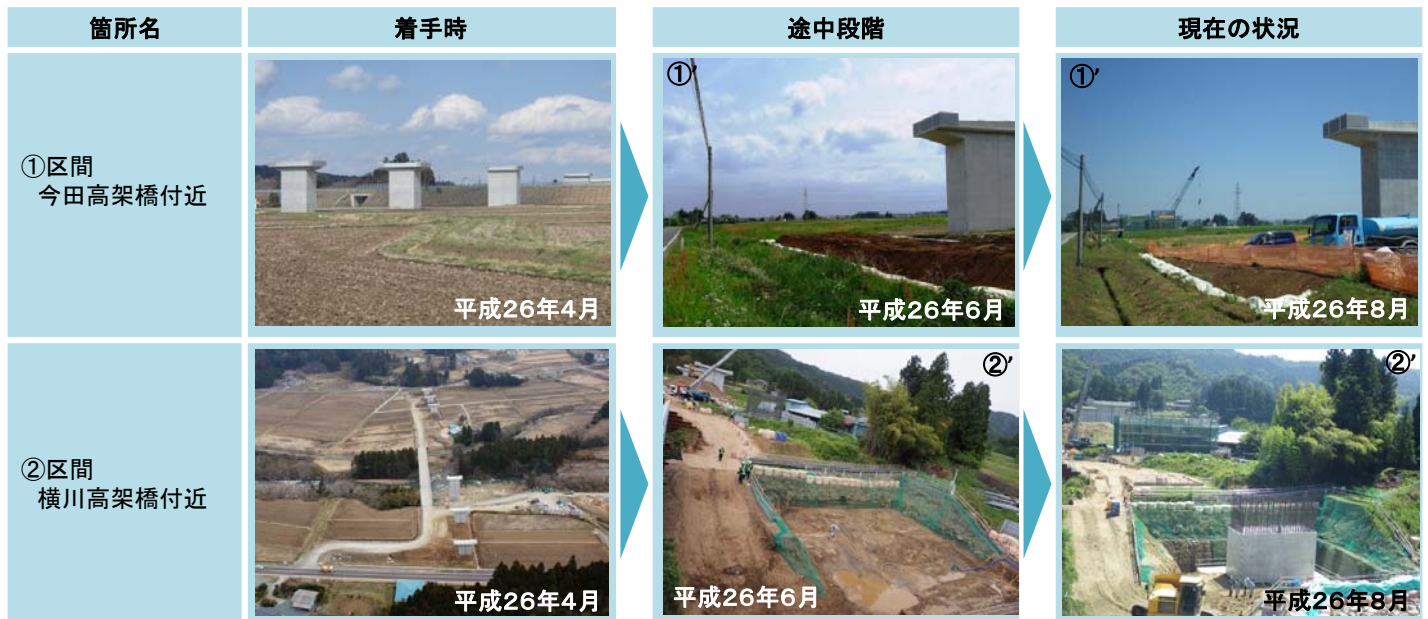 箇所名
着手時
途中段階
現在の状況
①区間
今田高架橋付近
平成26年4月
①’
平成26年6月
①’
平成26年8月
②区間
横川高架橋付近
平成26年4月
②’
平成26年6月
②’
平成26年8月